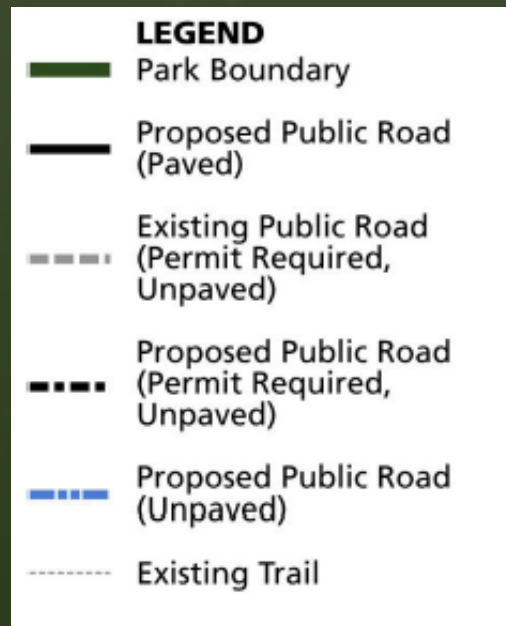 LEGEND
Park Boundary
Proposed Public Road
(Paved)
Existing Public Road
(Permit Required,
Unpaved)
Proposed Public Road
(Permit Required,
Unpaved)
Proposed Public Road
(Unpaved)
Existing Trail